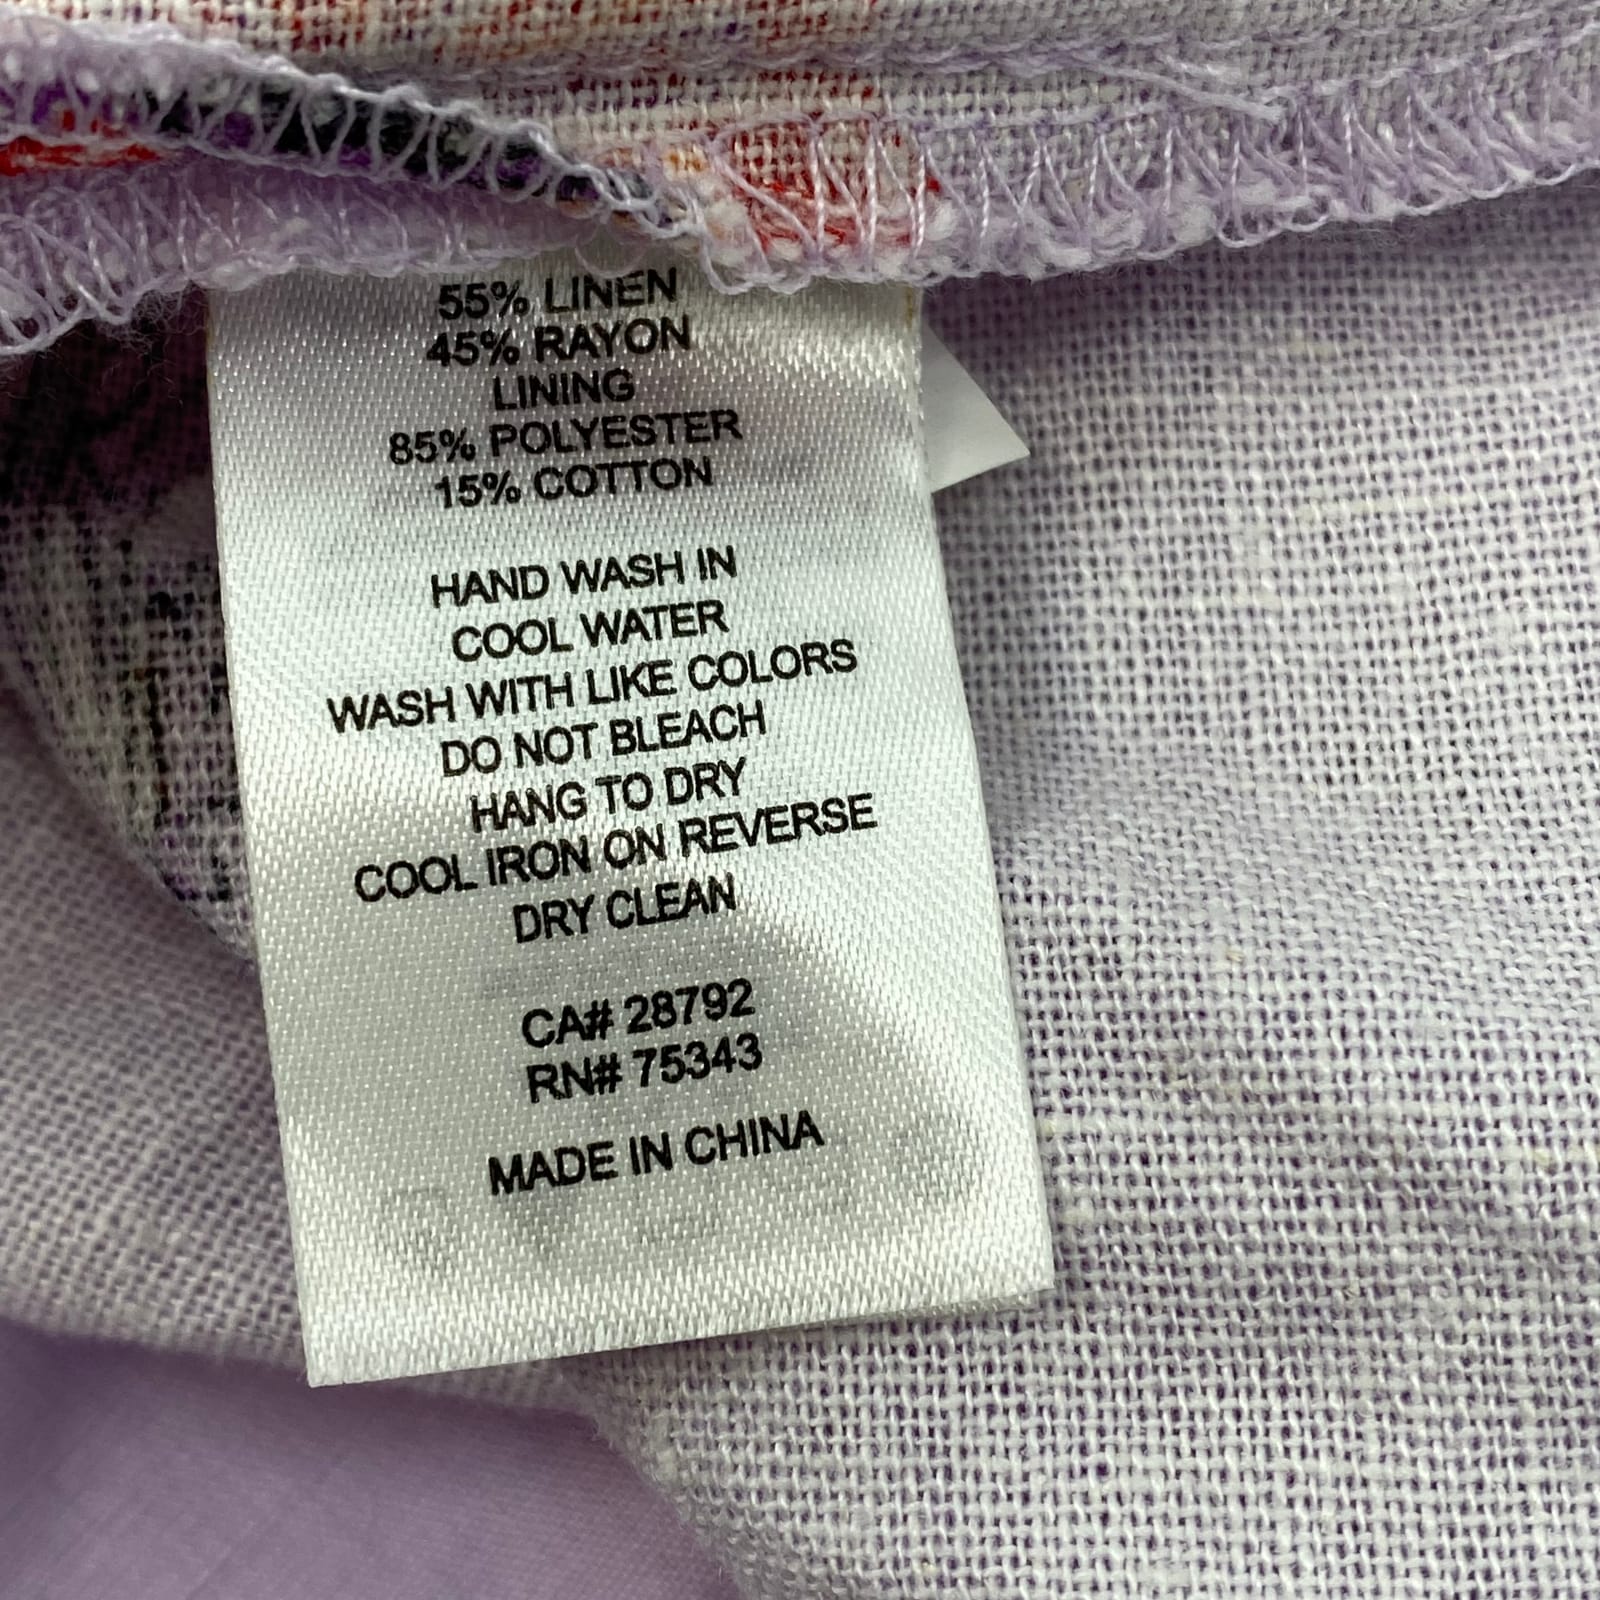 55% LINEN
45% RAYON
LINING
85% POLYESTER
15% COTTON
HAND WASH IN
COOL WATER
WASH WITH LIKE COLORS
DO NOT BLEACH
HANG TO DRY
COOL IRON ON REVERSE
DRY CLEAN
CA# 28792
RN# 75343
MADE IN CHINA